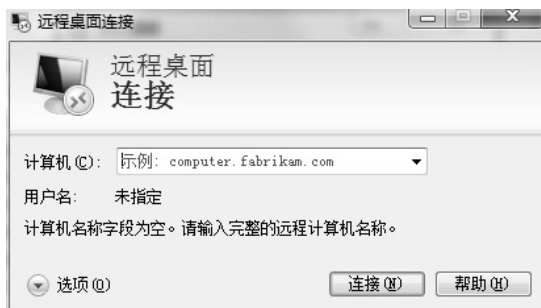 远程桌面连接
远程桌面
连接
计算机(C): 示例: computer.fabrikam.com
用户名: 未指定
计算机名称字段为空。请输入完整的远程计算机名称。
选项(O) 连接(N) 帮助(H)